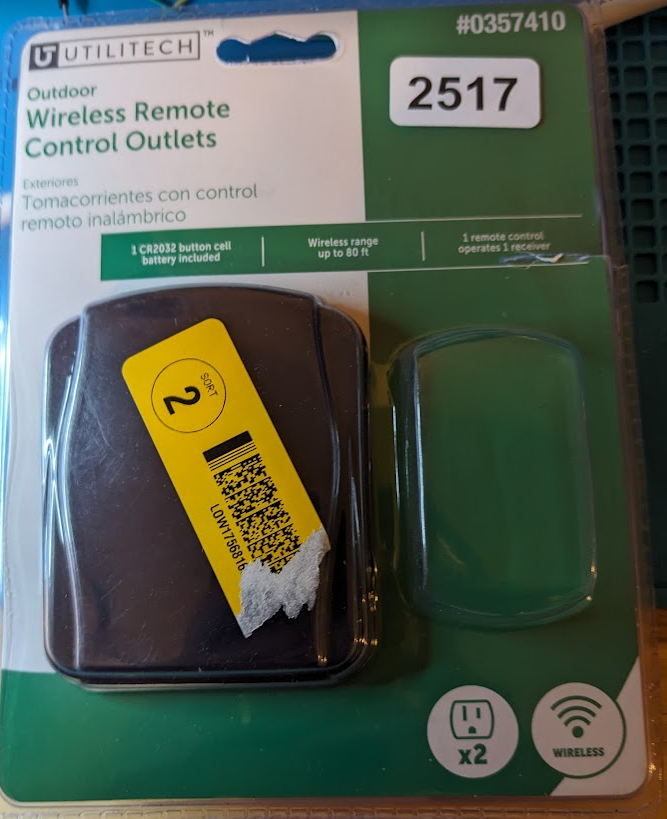 UTILITECH™
#0357410
2517
Outdoor
Wireless Remote
Control Outlets
Exteriores
Tomacorrientes con control
remoto inalámbrico
1 CR2032 button cell
battery included
Wireless range
up to 80 ft
1 remote control
operates 1 receiver
SORT
2
LOW1756816
x2
WIRELESS